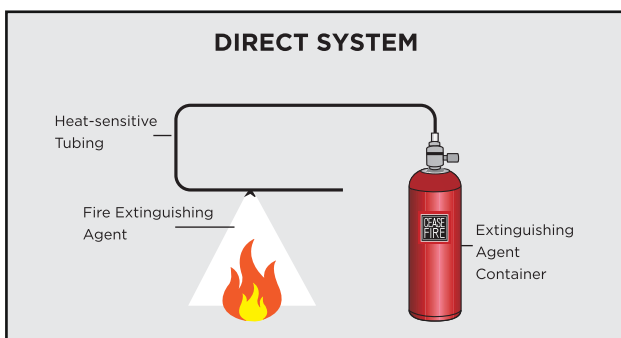 DIRECT SYSTEM
Heat-sensitive
Tubing
Fire Extinguishing
Agent
CEASE
FIRE
Extinguishing
Agent
Container